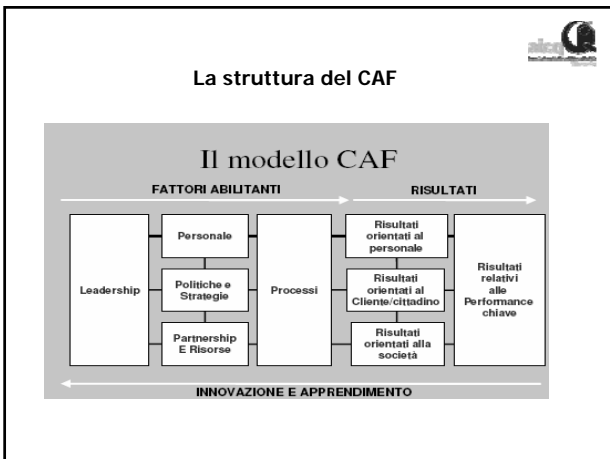 aicq
La struttura del CAF
Il modello CAF
FATTORI ABILITANTI
RISULTATI
Leadership
Personale
Politiche e
Strategie
Partnership
E Risorse
Processi
Risultati
orientati al
personale
Risultati
orientati al
Cliente/cittadino
Risultati
orientati alla
società
Risultati
relativi
alle
Performance
chiave
INNOVAZIONE E APPRENDIMENTO